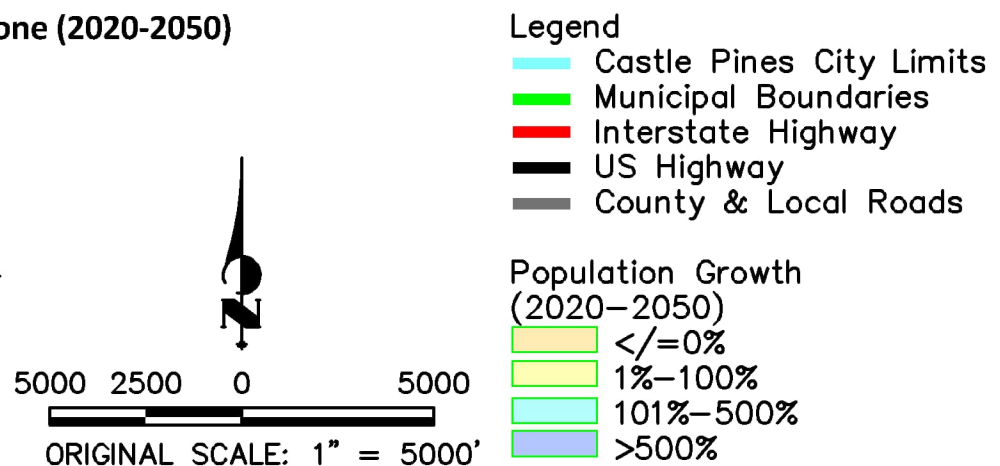 one (2020-2050)
N
5000 2500 0 5000
ORIGINAL SCALE: 1" = 5000'
Legend
Castle Pines City Limits
Municipal Boundaries
Interstate Highway
US Highway
County & Local Roads
Population Growth
(2020-2050)
</=0%
1%-100%
101%-500%
>500%